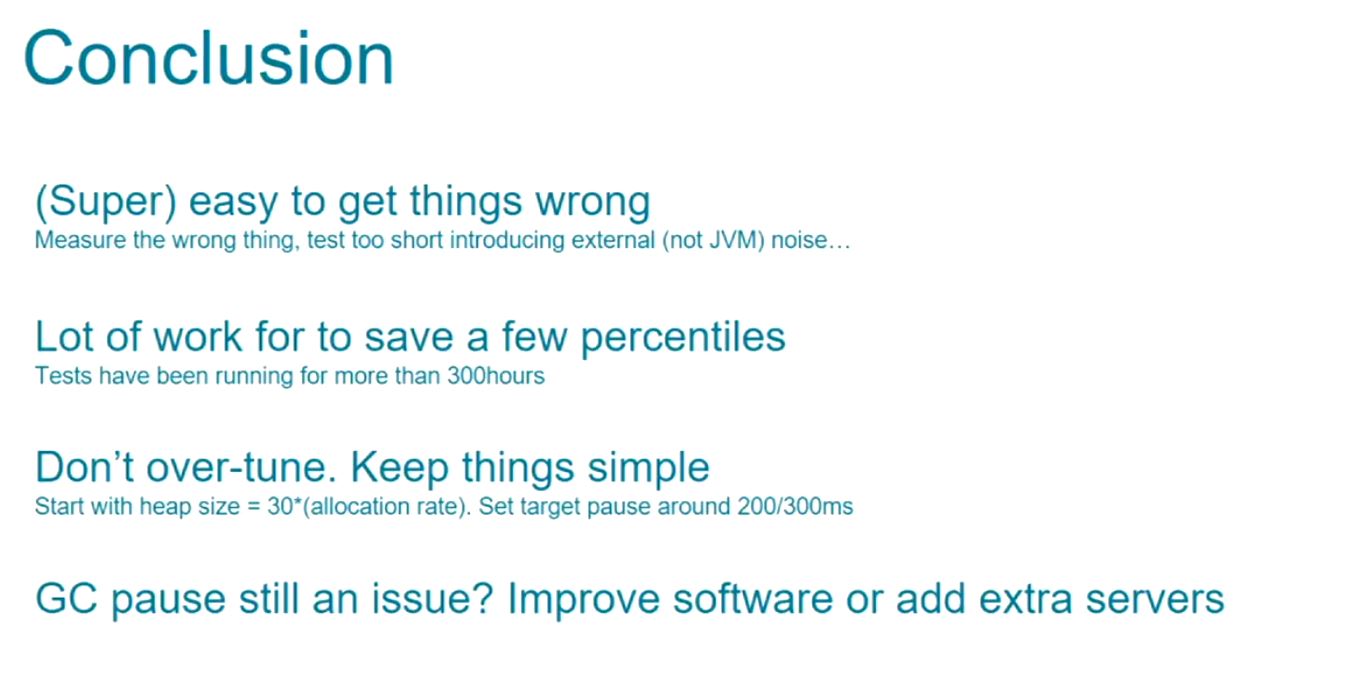 Conclusion
(Super) easy to get things wrong
Measure the wrong thing, test too short introducing external (not JVM) noise…
Lot of work for to save a few percentiles
Tests have been running for more than 300hours
Don’t over-tune. Keep things simple
Start with heap size = 30*(allocation rate). Set target pause around 200/300ms
GC pause still an issue? Improve software or add extra servers